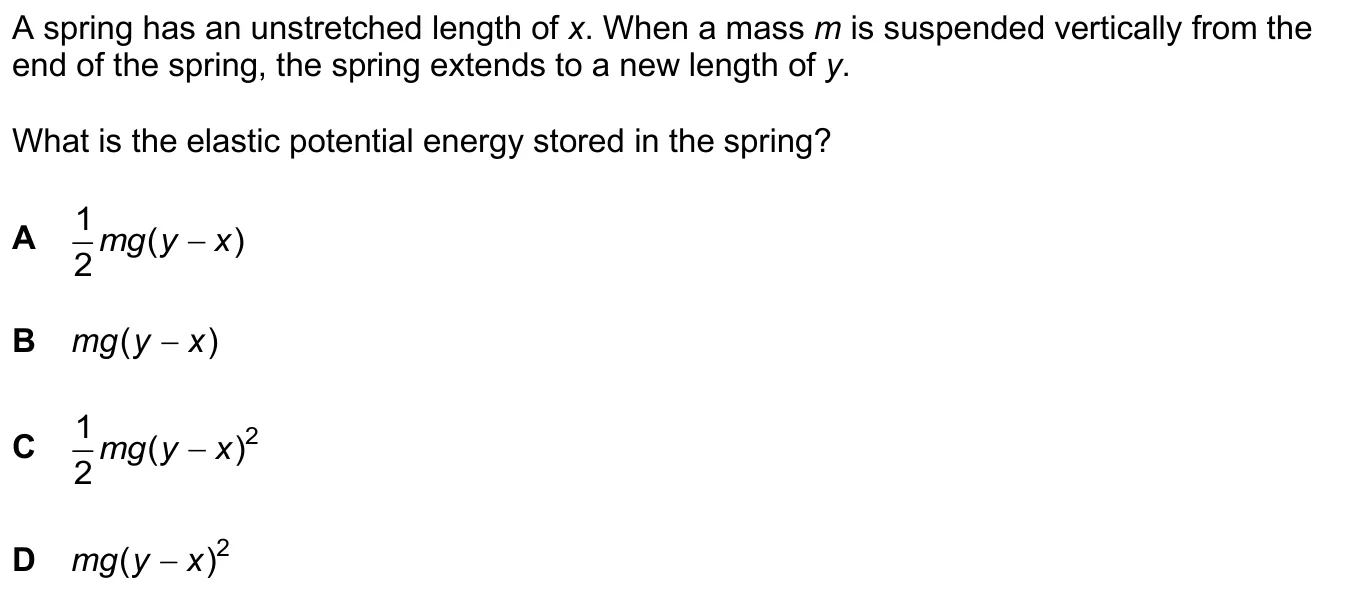 A spring has an unstretched length of x. When a mass m is suspended vertically from the
end of the spring, the spring extends to a new length of y.
What is the elastic potential energy stored in the spring?
A \frac{1}{2}mg(y – x)
B mg(y – x)
C \frac{1}{2}mg(y – x)²
D mg(y – x)²